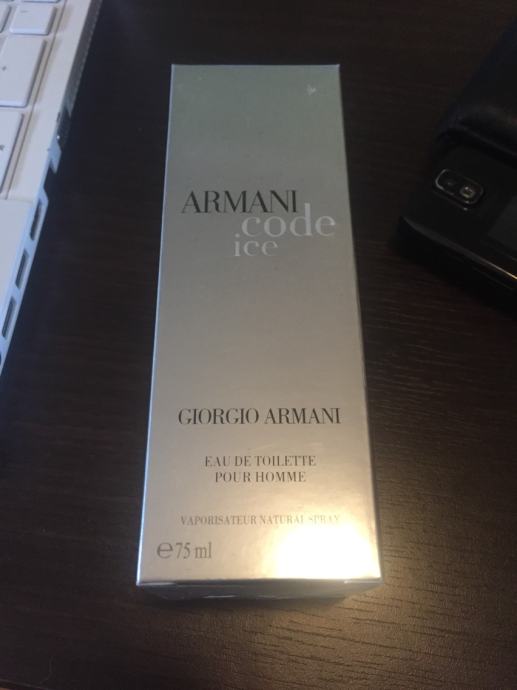 ARMANI
code
ice
GIORGIO ARMANI
EAU DE TOILETTE
POUR HOMME
VAPORISATEUR NATURAL SPRAY
℮75 ml